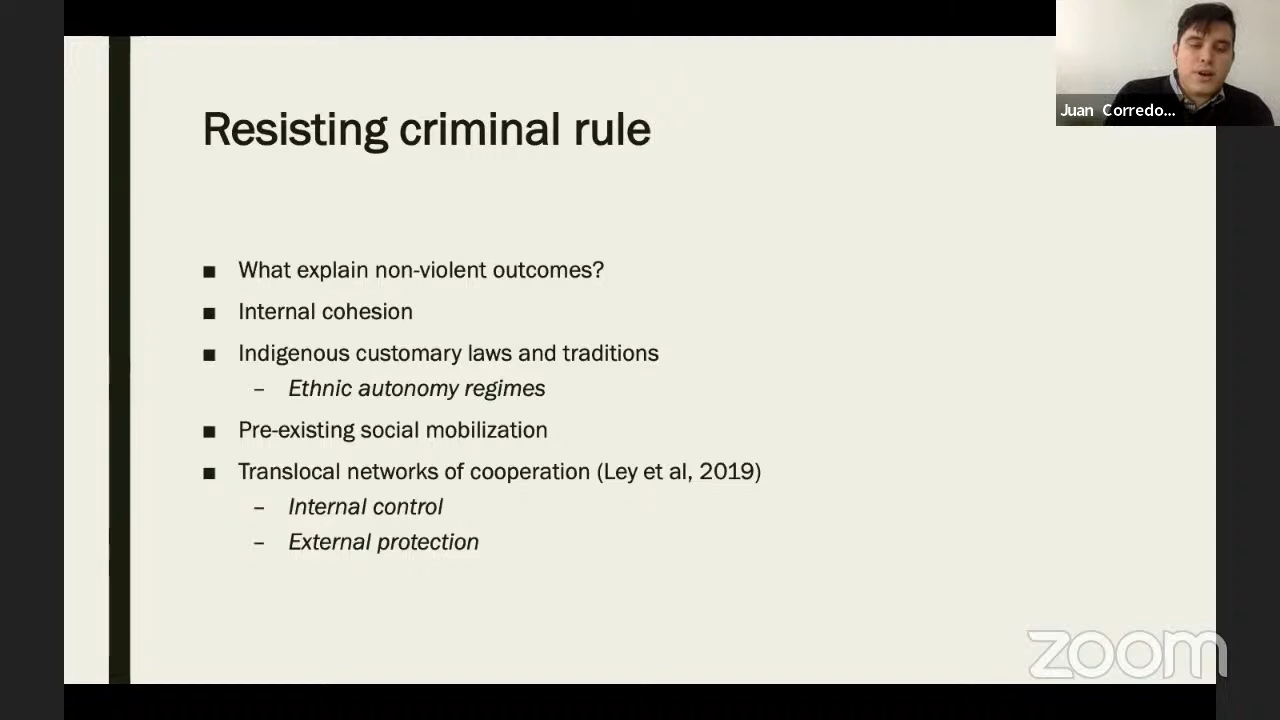 Juan Corredo...
Resisting criminal rule
■ What explain non-violent outcomes?
■ Internal cohesion
■ Indigenous customary laws and traditions
– Ethnic autonomy regimes
■ Pre-existing social mobilization
■ Translocal networks of cooperation (Ley et al, 2019)
– Internal control
– External protection
zoom